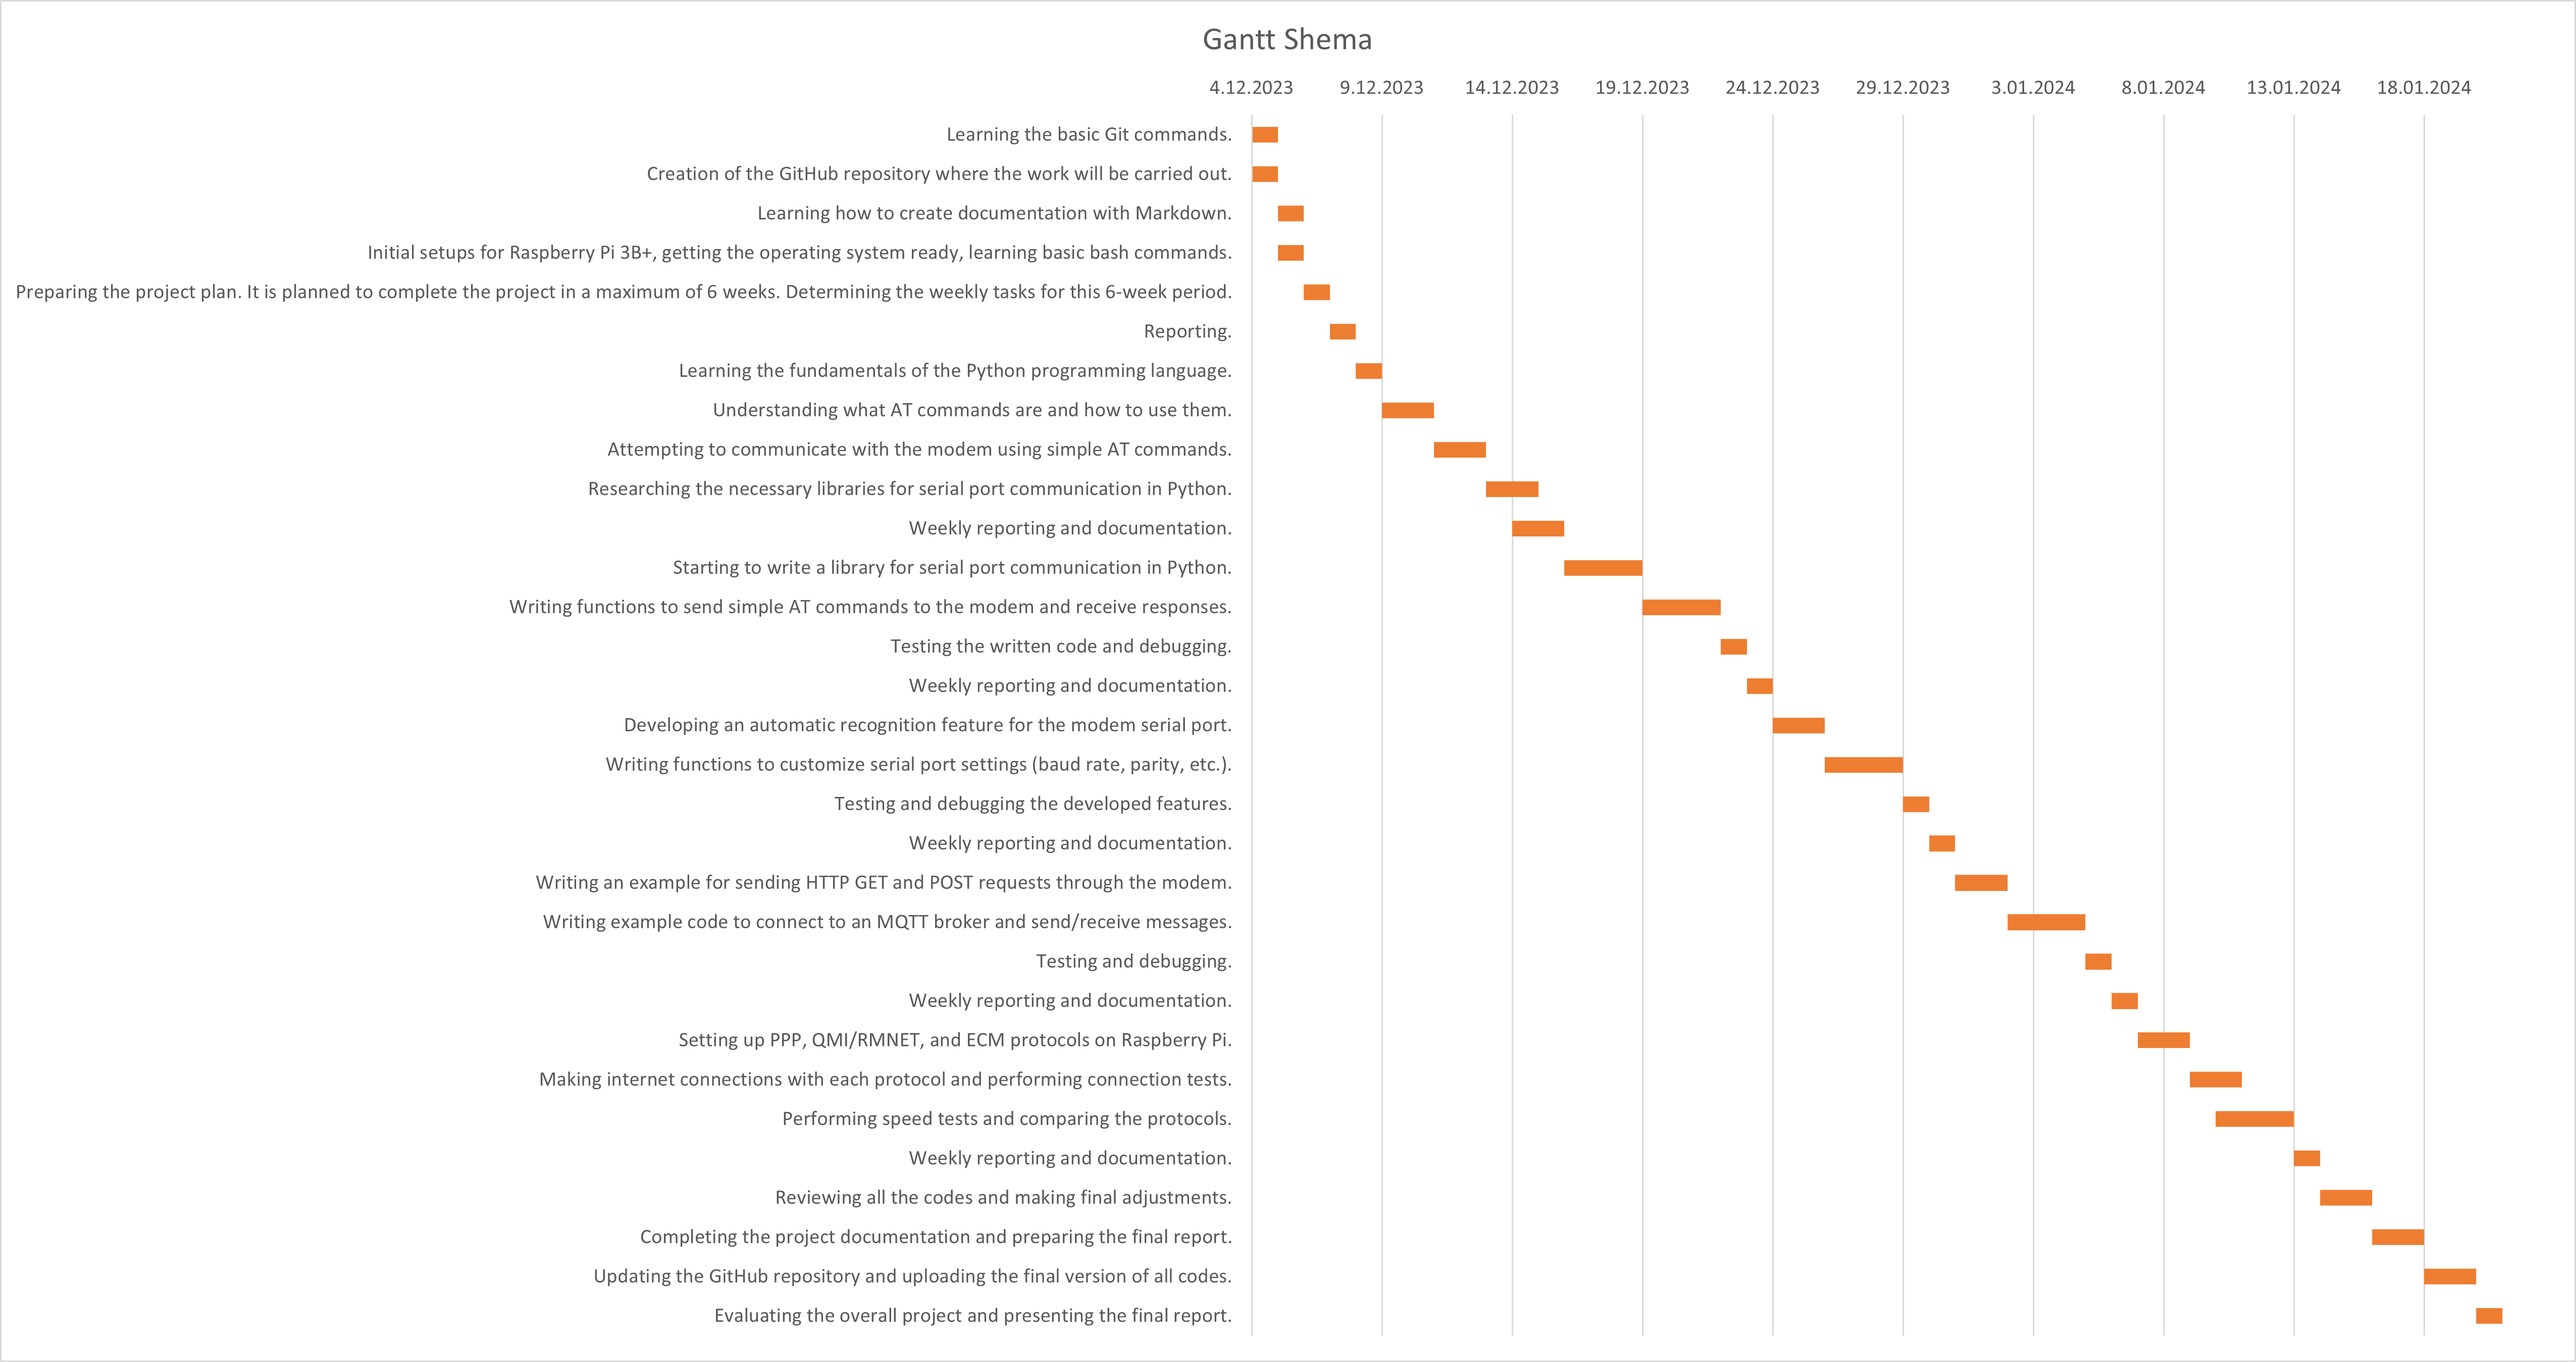 Gantt Shema
4.12.2023 9.12.2023 14.12.2023 19.12.2023 24.12.2023 29.12.2023 3.01.2024 8.01.2024 13.01.2024 18.01.2024
Learning the basic Git commands.
Creation of the GitHub repository where the work will be carried out.
Learning how to create documentation with Markdown.
Initial setups for Raspberry Pi 3B+, getting the operating system ready, learning basic bash commands.
Preparing the project plan. It is planned to complete the project in a maximum of 6 weeks. Determining the weekly tasks for this 6-week period.
Reporting.
Learning the fundamentals of the Python programming language.
Understanding what AT commands are and how to use them.
Attempting to communicate with the modem using simple AT commands.
Researching the necessary libraries for serial port communication in Python.
Weekly reporting and documentation.
Starting to write a library for serial port communication in Python.
Writing functions to send simple AT commands to the modem and receive responses.
Testing the written code and debugging.
Weekly reporting and documentation.
Developing an automatic recognition feature for the modem serial port.
Writing functions to customize serial port settings (baud rate, parity, etc.).
Testing and debugging the developed features.
Weekly reporting and documentation.
Writing an example for sending HTTP GET and POST requests through the modem.
Writing example code to connect to an MQTT broker and send/receive messages.
Testing and debugging.
Weekly reporting and documentation.
Setting up PPP, QMI/RMNET, and ECM protocols on Raspberry Pi.
Making internet connections with each protocol and performing connection tests.
Performing speed tests and comparing the protocols.
Weekly reporting and documentation.
Reviewing all the codes and making final adjustments.
Completing the project documentation and preparing the final report.
Updating the GitHub repository and uploading the final version of all codes.
Evaluating the overall project and presenting the final report.